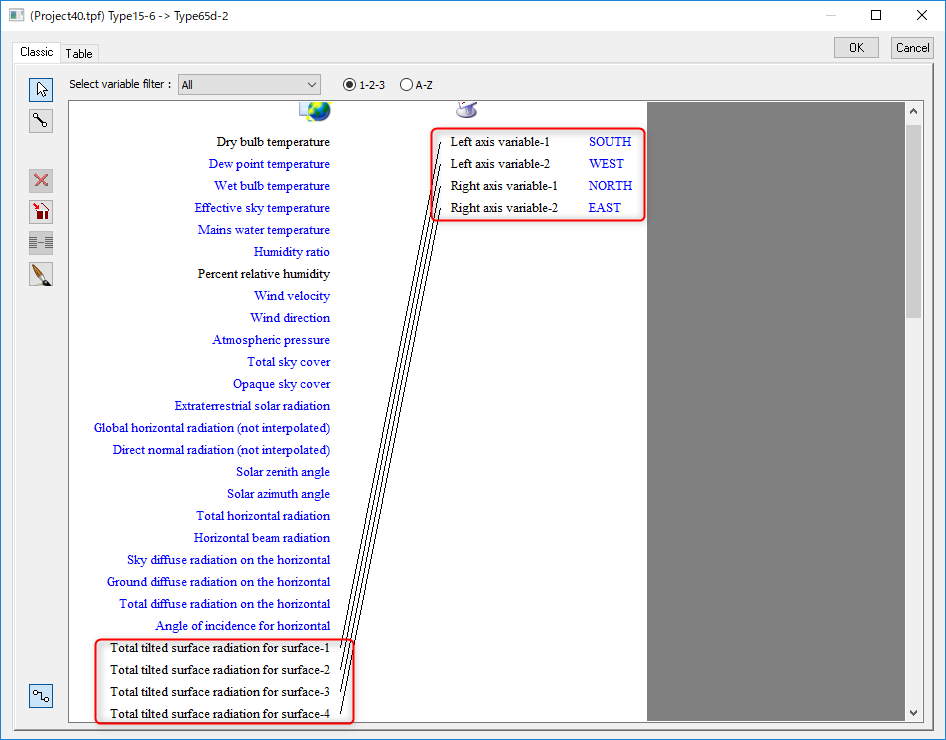 (Project40.tpf) Type15-6 -> Type65d-2
Classic
Table
OK
Cancel
Select variable filter :
All
1-2-3
A-Z
Dry bulb temperature
Dew point temperature
Wet bulb temperature
Effective sky temperature
Mains water temperature
Humidity ratio
Percent relative humidity
Wind velocity
Wind direction
Atmospheric pressure
Total sky cover
Opaque sky cover
Extraterrestrial solar radiation
Global horizontal radiation (not interpolated)
Direct normal radiation (not interpolated)
Solar zenith angle
Solar azimuth angle
Total horizontal radiation
Horizontal beam radiation
Sky diffuse radiation on the horizontal
Ground diffuse radiation on the horizontal
Total diffuse radiation on the horizontal
Angle of incidence for horizontal
Total tilted surface radiation for surface-1
Total tilted surface radiation for surface-2
Total tilted surface radiation for surface-3
Total tilted surface radiation for surface-4
Left axis variable-1 SOUTH
Left axis variable-2 WEST
Right axis variable-1 NORTH
Right axis variable-2 EAST